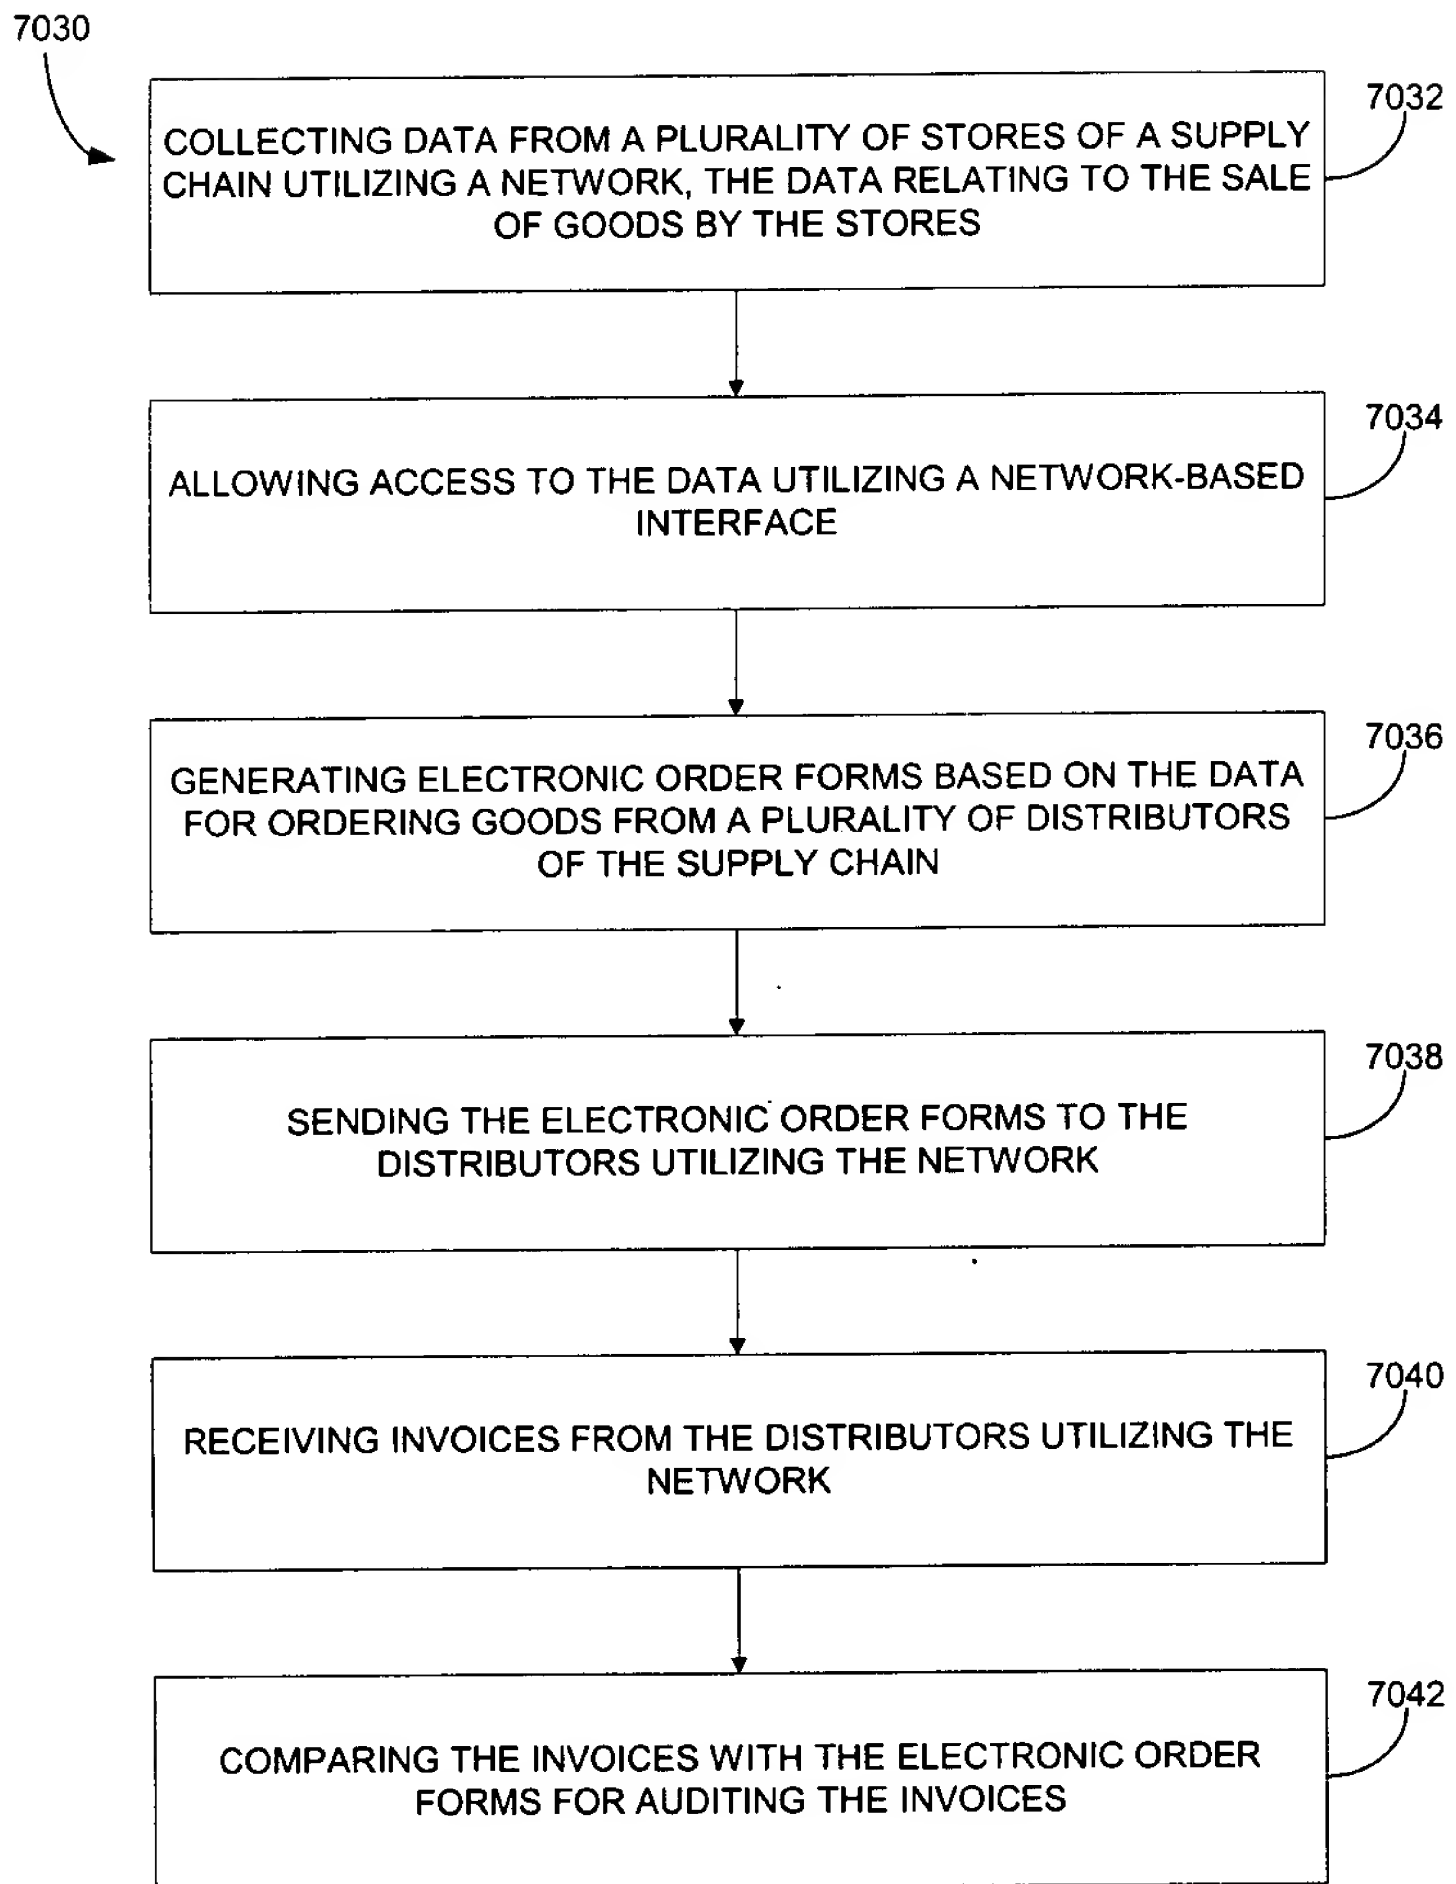 7030
7032
COLLECTING DATA FROM A PLURALITY OF STORES OF A SUPPLY
CHAIN UTILIZING A NETWORK, THE DATA RELATING TO THE SALE
OF GOODS BY THE STORES
7034
ALLOWING ACCESS TO THE DATA UTILIZING A NETWORK-BASED
INTERFACE
7036
GENERATING ELECTRONIC ORDER FORMS BASED ON THE DATA
FOR ORDERING GOODS FROM A PLURALITY OF DISTRIBUTORS
OF THE SUPPLY CHAIN
7038
SENDING THE ELECTRONIC ORDER FORMS TO THE
DISTRIBUTORS UTILIZING THE NETWORK
7040
RECEIVING INVOICES FROM THE DISTRIBUTORS UTILIZING THE
NETWORK
7042
COMPARING THE INVOICES WITH THE ELECTRONIC ORDER
FORMS FOR AUDITING THE INVOICES